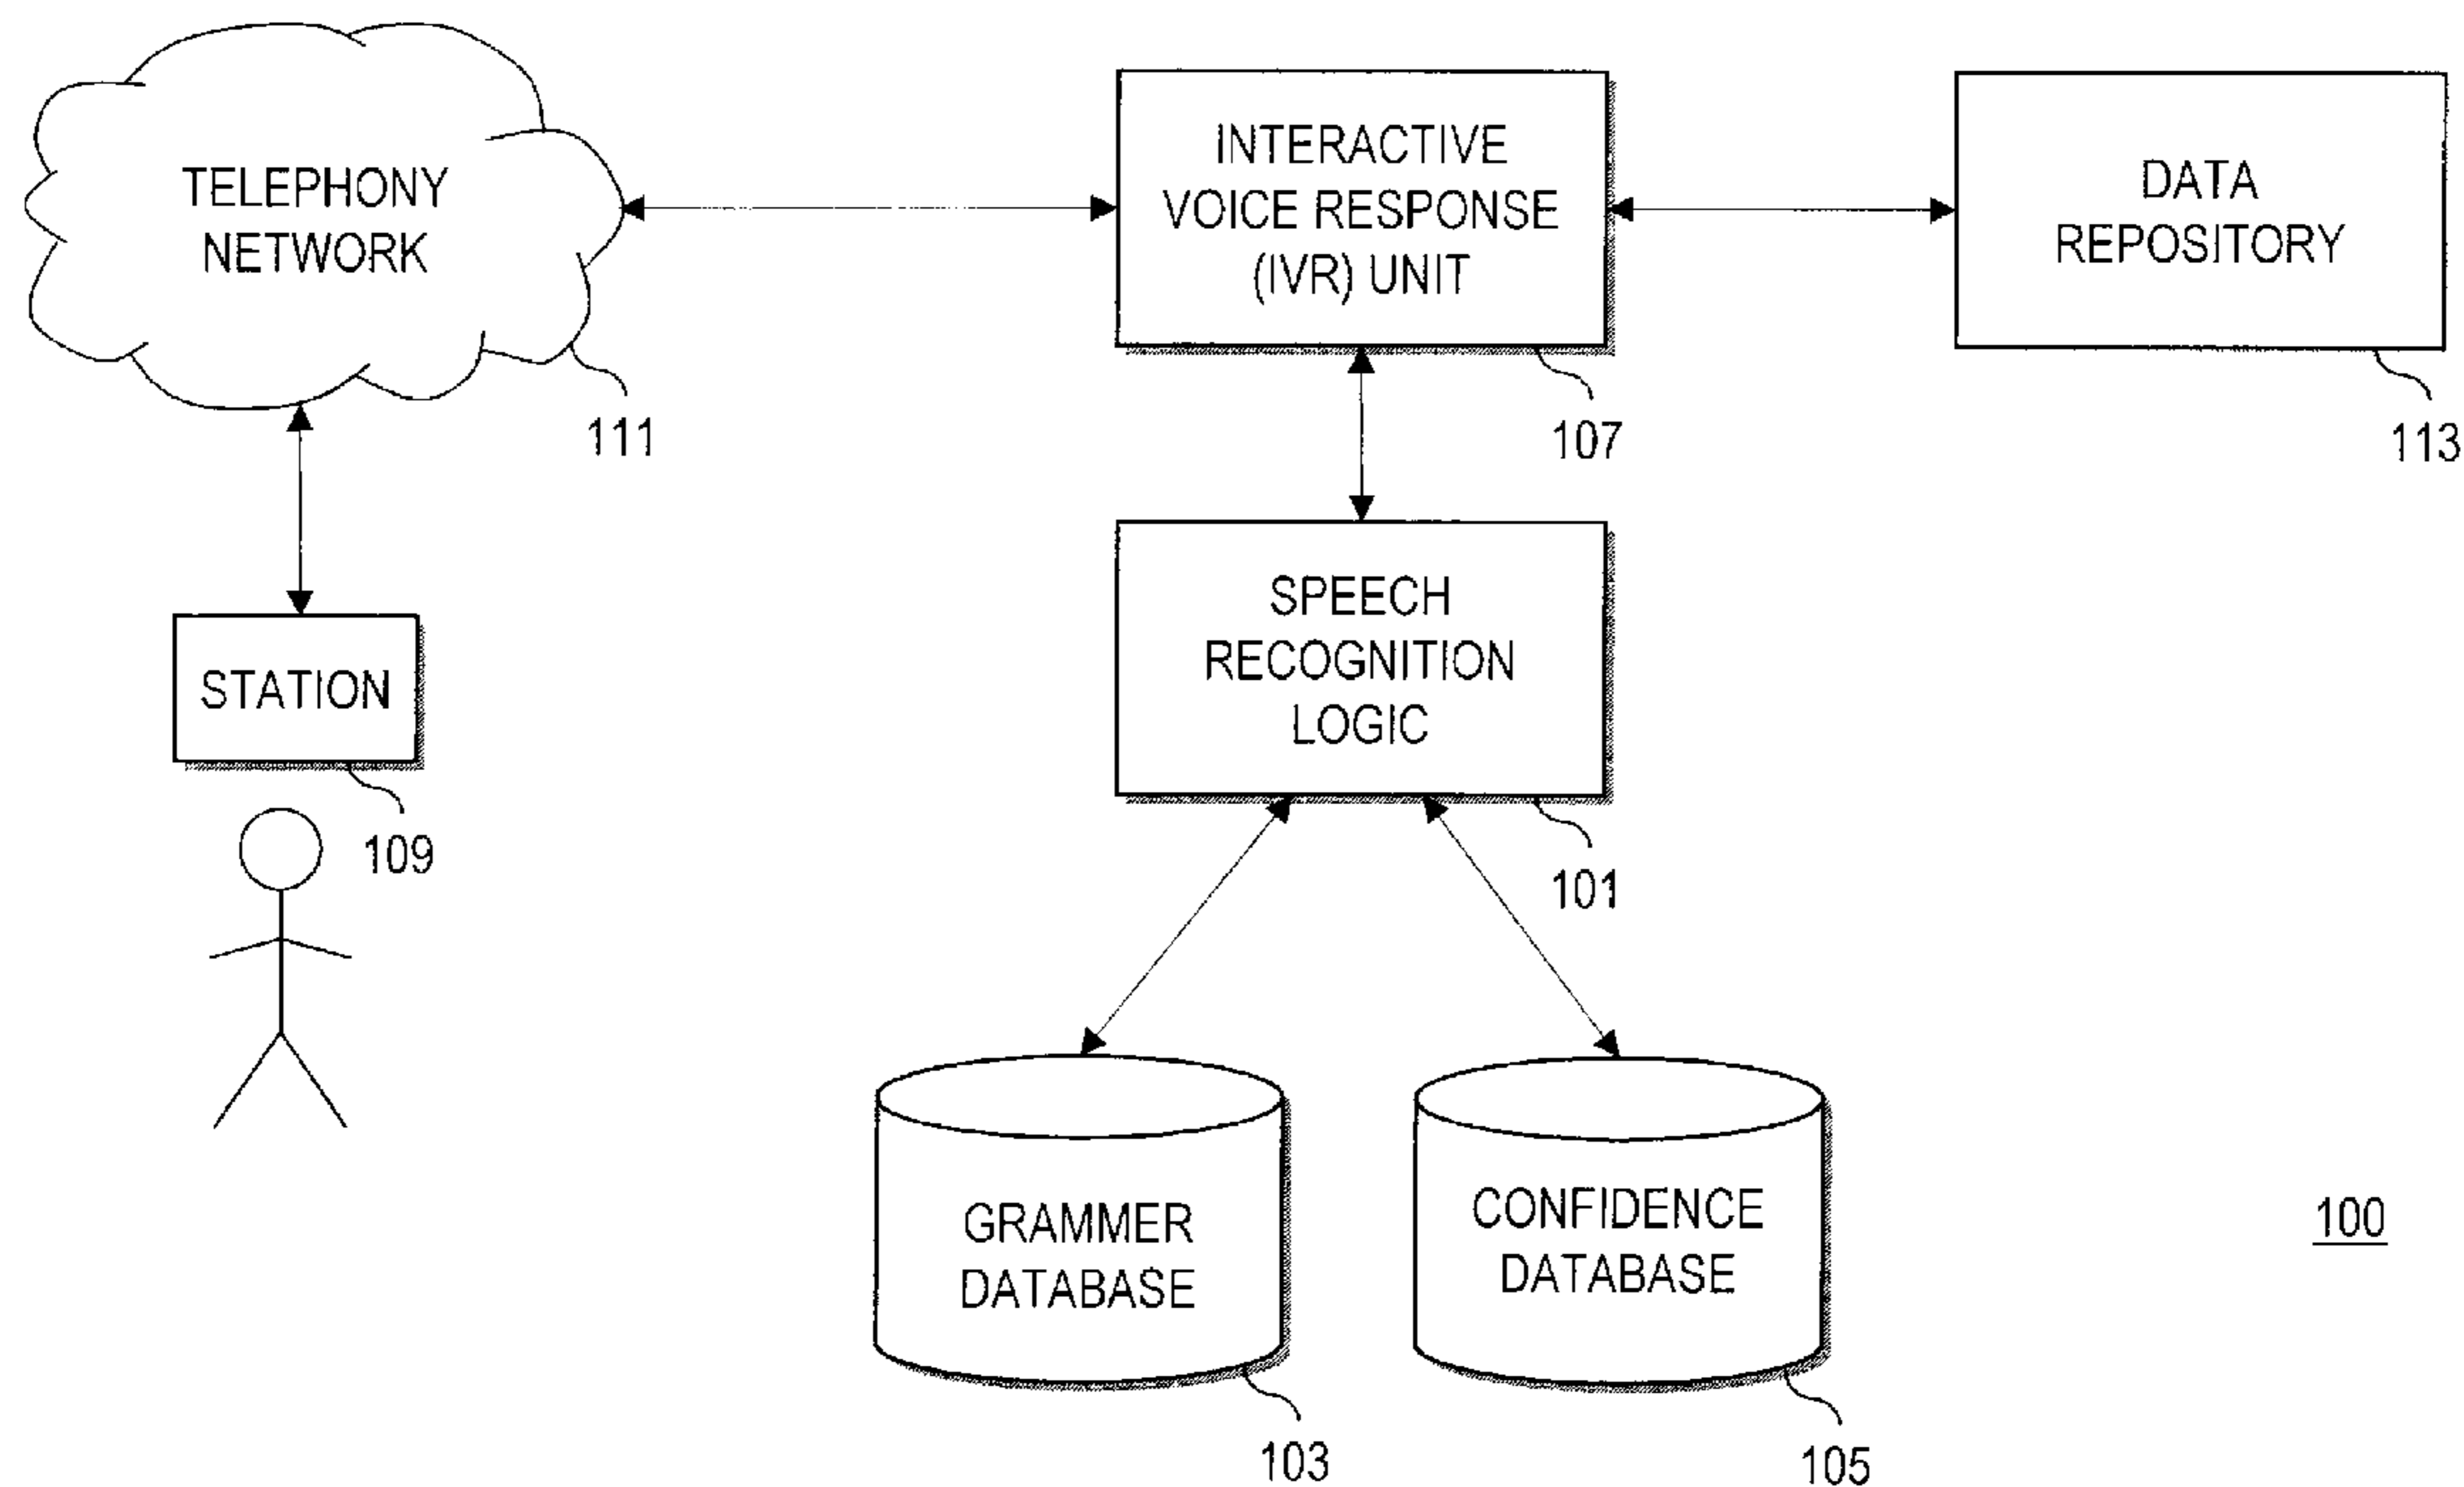 TELEPHONY
NETWORK
111
INTERACTIVE
VOICE RESPONSE
(IVR) UNIT
107
DATA
REPOSITORY
113
STATION
109
SPEECH
RECOGNITION
LOGIC
101
GRAMMER
DATABASE
103
CONFIDENCE
DATABASE
105
100